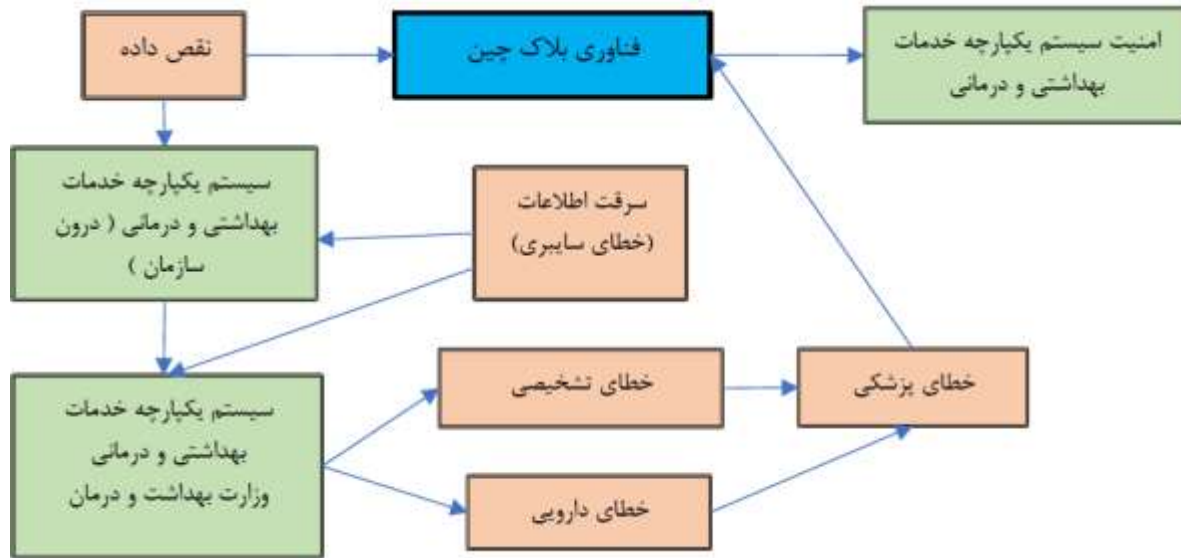 نقص داده
فناوری بلاک چین
امنیت سیستم یکپارچه خدمات
بهداشتی و درمانی
سیستم یکپارچه خدمات
بهداشتی و درمانی ( درون
سازمان )
سرقت اطلاعات
(خطای سایبری)
سیستم یکپارچه خدمات
بهداشتی و درمانی
وزارت بهداشت و درمان
خطای تشخیصی
خطای پزشکی
خطای دارویی